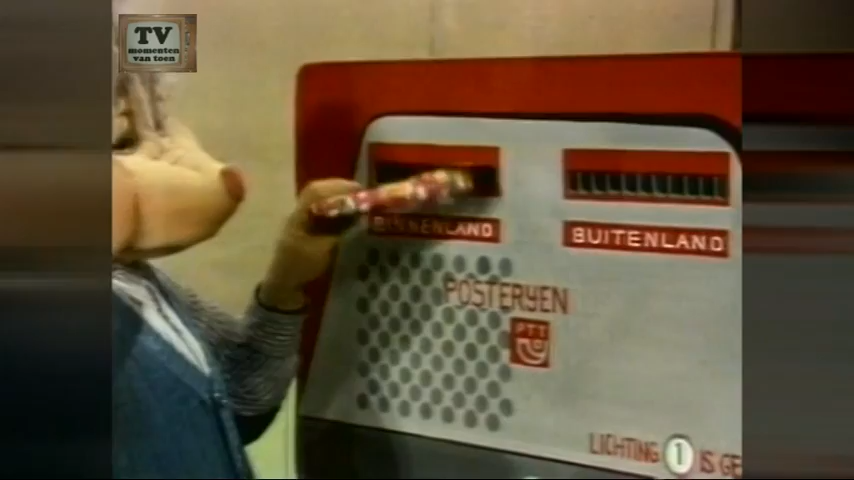 TV
momenten
van toen
BINNENLAND
BUITENLAND
POSTERYEN
PTT
LICHTING 1 IS GE